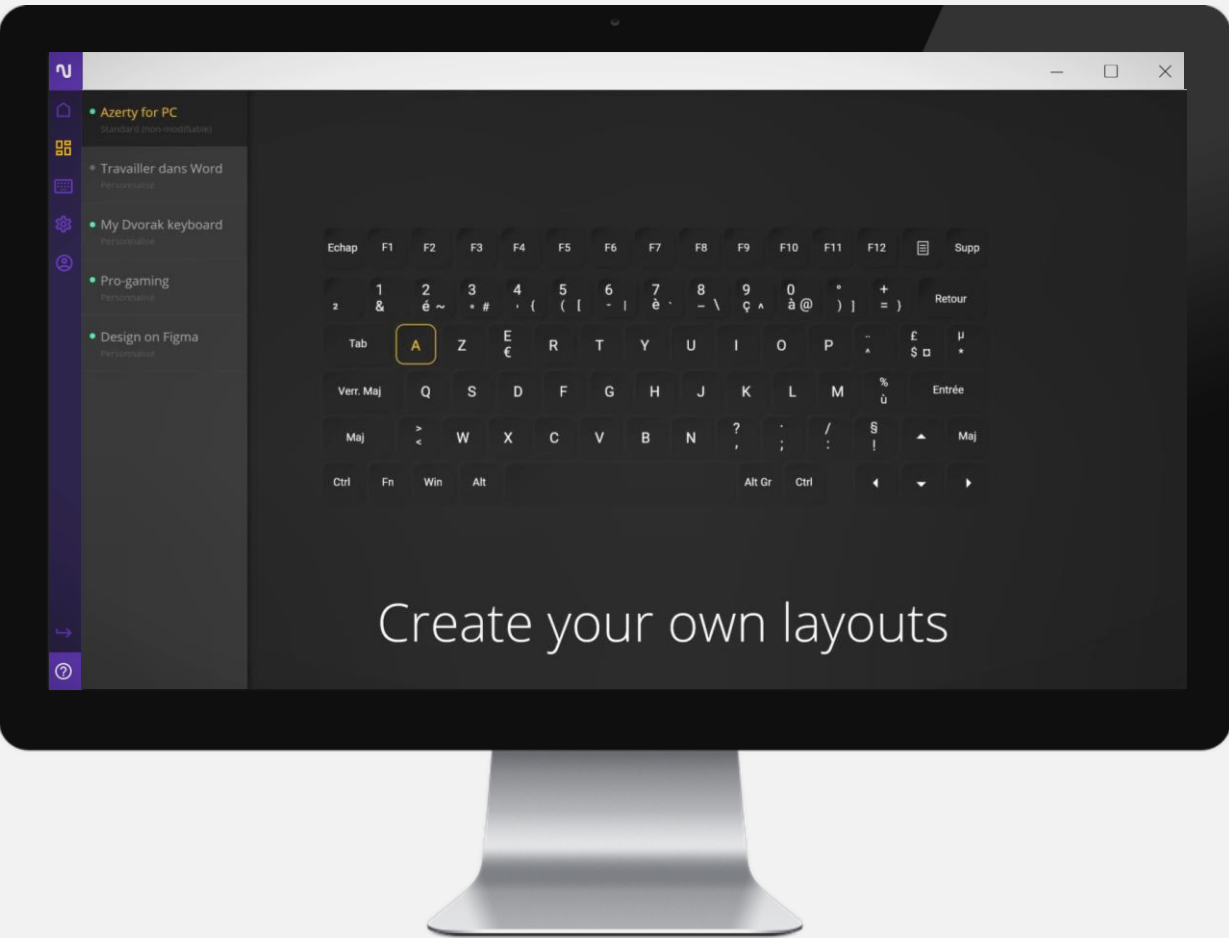 Azerty for PC
Standard (non-modifiable)
Travailler dans Word
Personnalisé
My Dvorak keyboard
Personnalisé
Pro-gaming
Personnalisé
Design on Figma
Personnalisé
Echap F1 F2 F3 F4 F5 F6 F7 F8 F9 F10 F11 F12 Supp
1 2 3 4 5 6 7 8 9 0 ° +
² & é ~ " # ' { ( [ - | è ` _ \ ç ^ à @ ) ] = } Retour
Tab A Z E € R T Y U I O P ¨ ^ £ $ ¤ µ *
Verr. Maj Q S D F G H J K L M % ù Entrée
Maj > < W X C V B N ? , . ; / : § ! Maj
Ctrl Fn Win Alt Alt Gr Ctrl
Create your own layouts